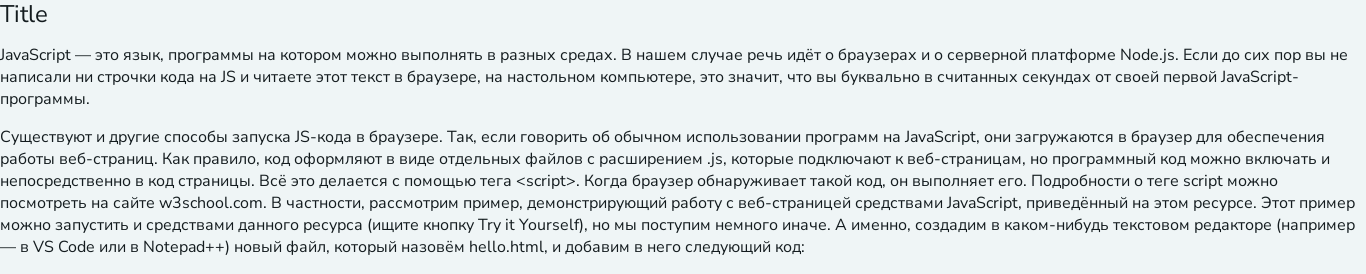 Title
JavaScript — это язык, программы на котором можно выполнять в разных средах. В нашем случае речь идёт о браузерах и о серверной платформе Node.js. Если до сих пор вы не
написали ни строчки кода на JS и читаете этот текст в браузере, на настольном компьютере, это значит, что вы буквально в считанных секундах от своей первой JavaScript-
программы.
Существуют и другие способы запуска JS-кода в браузере. Так, если говорить об обычном использовании программ на JavaScript, они загружаются в браузер для обеспечения
работы веб-страниц. Как правило, код оформляют в виде отдельных файлов с расширением .js, которые подключают к веб-страницам, но программный код можно включать и
непосредственно в код страницы. Всё это делается с помощью тега <script>. Когда браузер обнаруживает такой код, он выполняет его. Подробности о теге script можно
посмотреть на сайте w3school.com. В частности, рассмотрим пример, демонстрирующий работу с веб-страницей средствами JavaScript, приведённый на этом ресурсе. Этот пример
можно запустить и средствами данного ресурса (ищите кнопку Try it Yourself), но мы поступим немного иначе. А именно, создадим в каком-нибудь текстовом редакторе (например
— в VS Code или в Notepad++) новый файл, который назовём hello.html, и добавим в него следующий код: